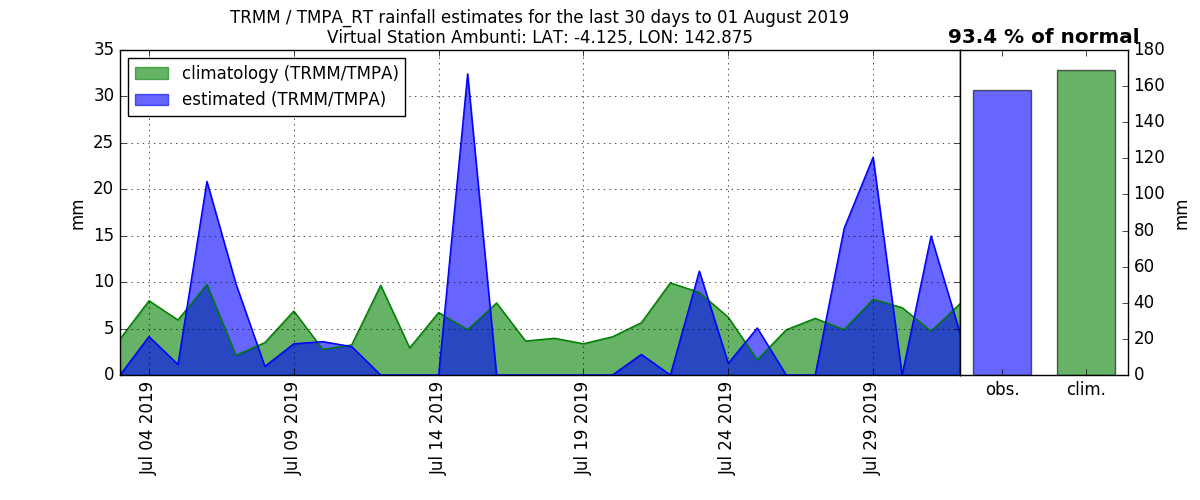 TRMM / TMPA_RT rainfall estimates for the last 30 days to 01 August 2019
Virtual Station Ambunti: LAT: -4.125, LON: 142.875
93.4 % of normal
climatology (TRMM/TMPA)
estimated (TRMM/TMPA)
35
30
25
20
15
10
5
0
mm
Jul 04 2019
Jul 09 2019
Jul 14 2019
Jul 19 2019
Jul 24 2019
Jul 29 2019
180
160
140
120
100
80
60
40
20
0
mm
obs.
clim.